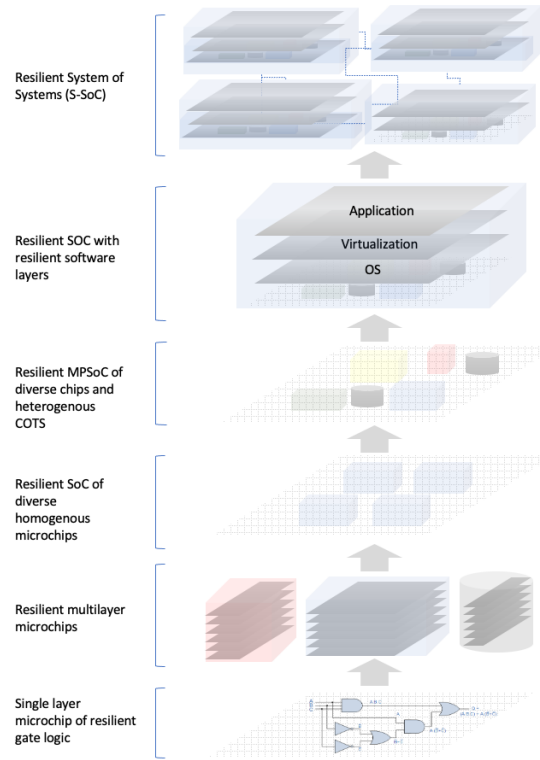 Resilient System of
Systems (S-SoC)
Application
Resilient SOC with
resilient software
layers
Virtualization
OS
Resilient MPSoC of
diverse chips and
heterogenous
COTS
Resilient SoC of
diverse
homogenous
microchips
Resilient multilayer
microchips
Single layer
microchip of resilient
gate logic